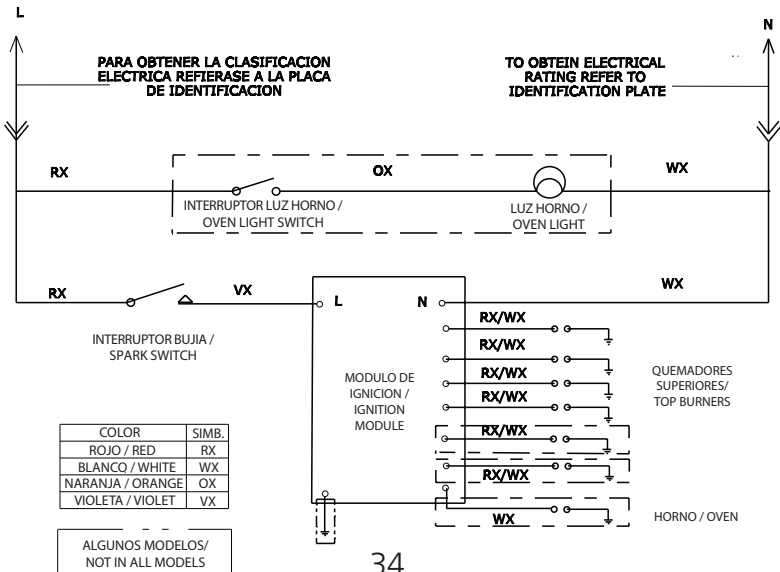 L
N
PARA OBTENER LA CLASIFICACION
ELECTRICA REFIERASE A LA PLACA
DE IDENTIFICACION
TO OBTEIN ELECTRICAL
RATING REFER TO
IDENTIFICATION PLATE
RX
OX
WX
INTERRUPTOR LUZ HORNO /
OVEN LIGHT SWITCH
LUZ HORNO /
OVEN LIGHT
RX
VX
L
N
WX
INTERRUPTOR BUJIA /
SPARK SWITCH
MODULO DE
IGNICION /
IGNITION
MODULE
RX/WX
RX/WX
RX/WX
RX/WX
RX/WX
RX/WX
WX
QUEMADORES
SUPERIORES/
TOP BURNERS
HORNO / OVEN
COLOR SIMB.
ROJO / RED RX
BLANCO / WHITE WX
NARANJA / ORANGE OX
VIOLETA / VIOLET VX
ALGUNOS MODELOS/
NOT IN ALL MODELS
34